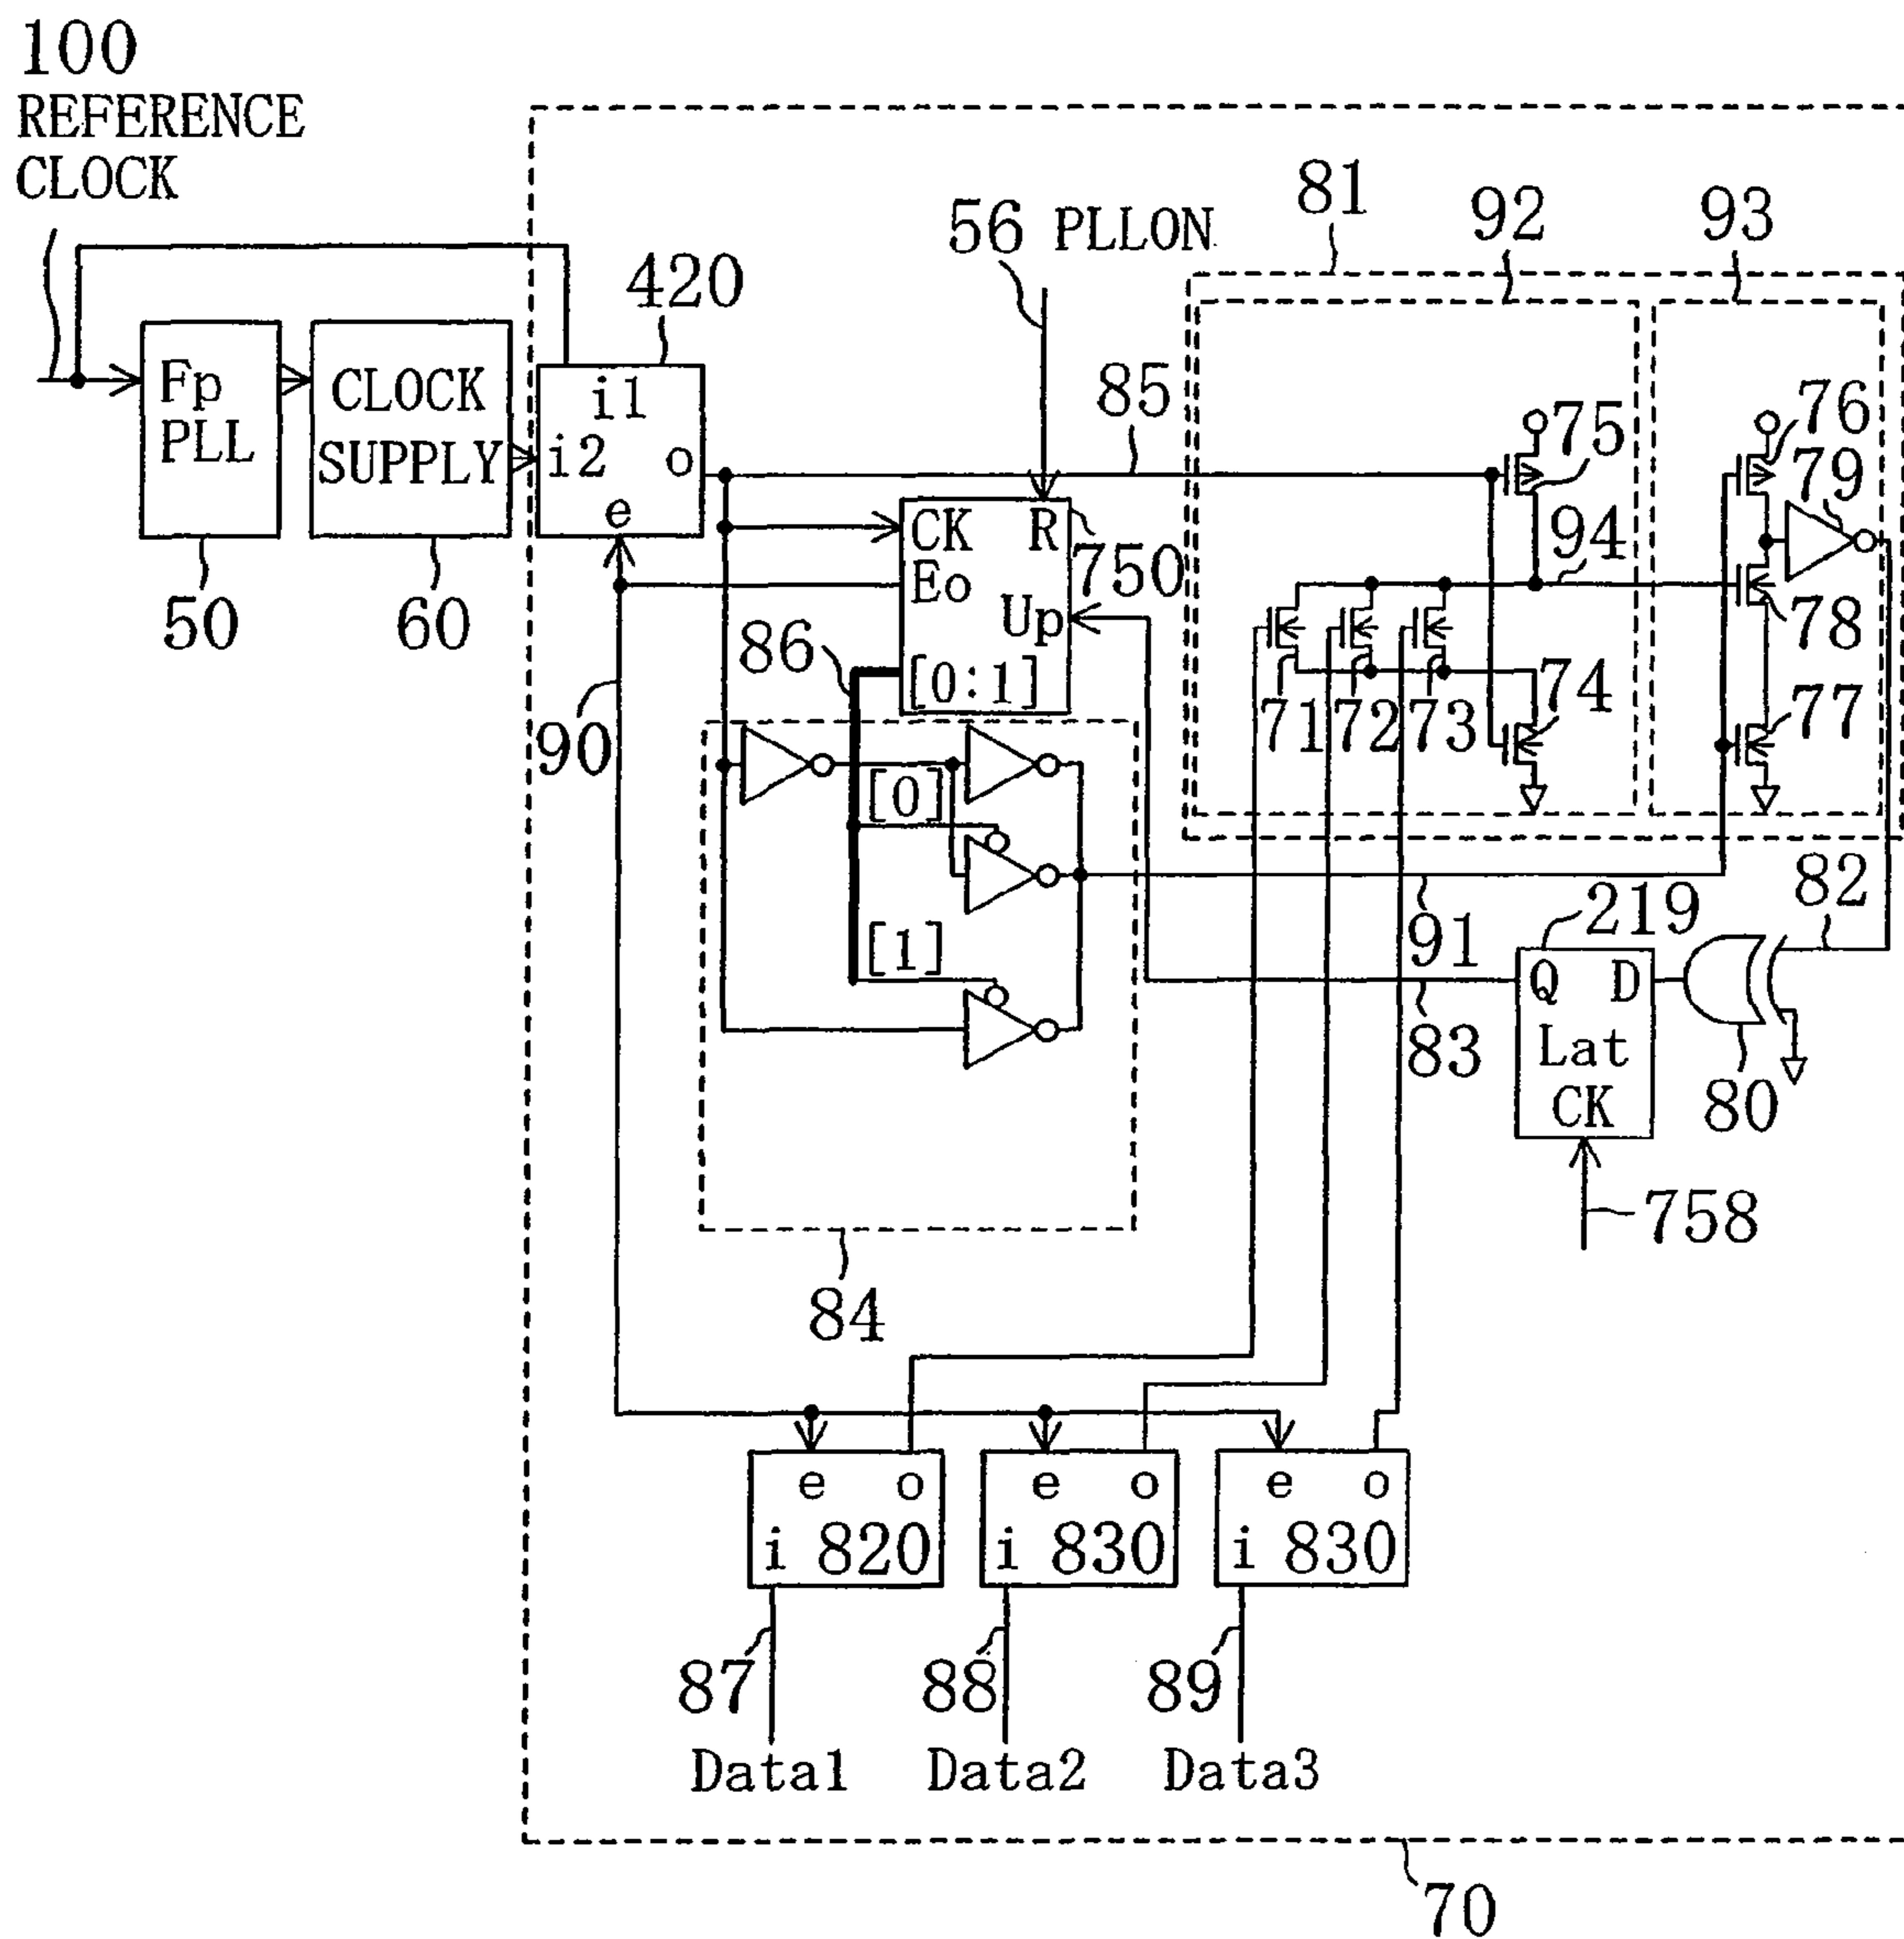 100
REFERENCE
CLOCK
81
92
93
56 PLLON
420
85
Fp
PLL
CLOCK
SUPPLY
i1
i2
o
e
75
76
79
94
CK
R
Eo
Up
[0:1]
750
50
60
86
78
90
71
72
73
74
77
[0]
[1]
91
219
82
Q
D
Lat
CK
83
80
758
84
e
o
i 820
e
o
i 830
e
o
i 830
87
88
89
Data1
Data2
Data3
70